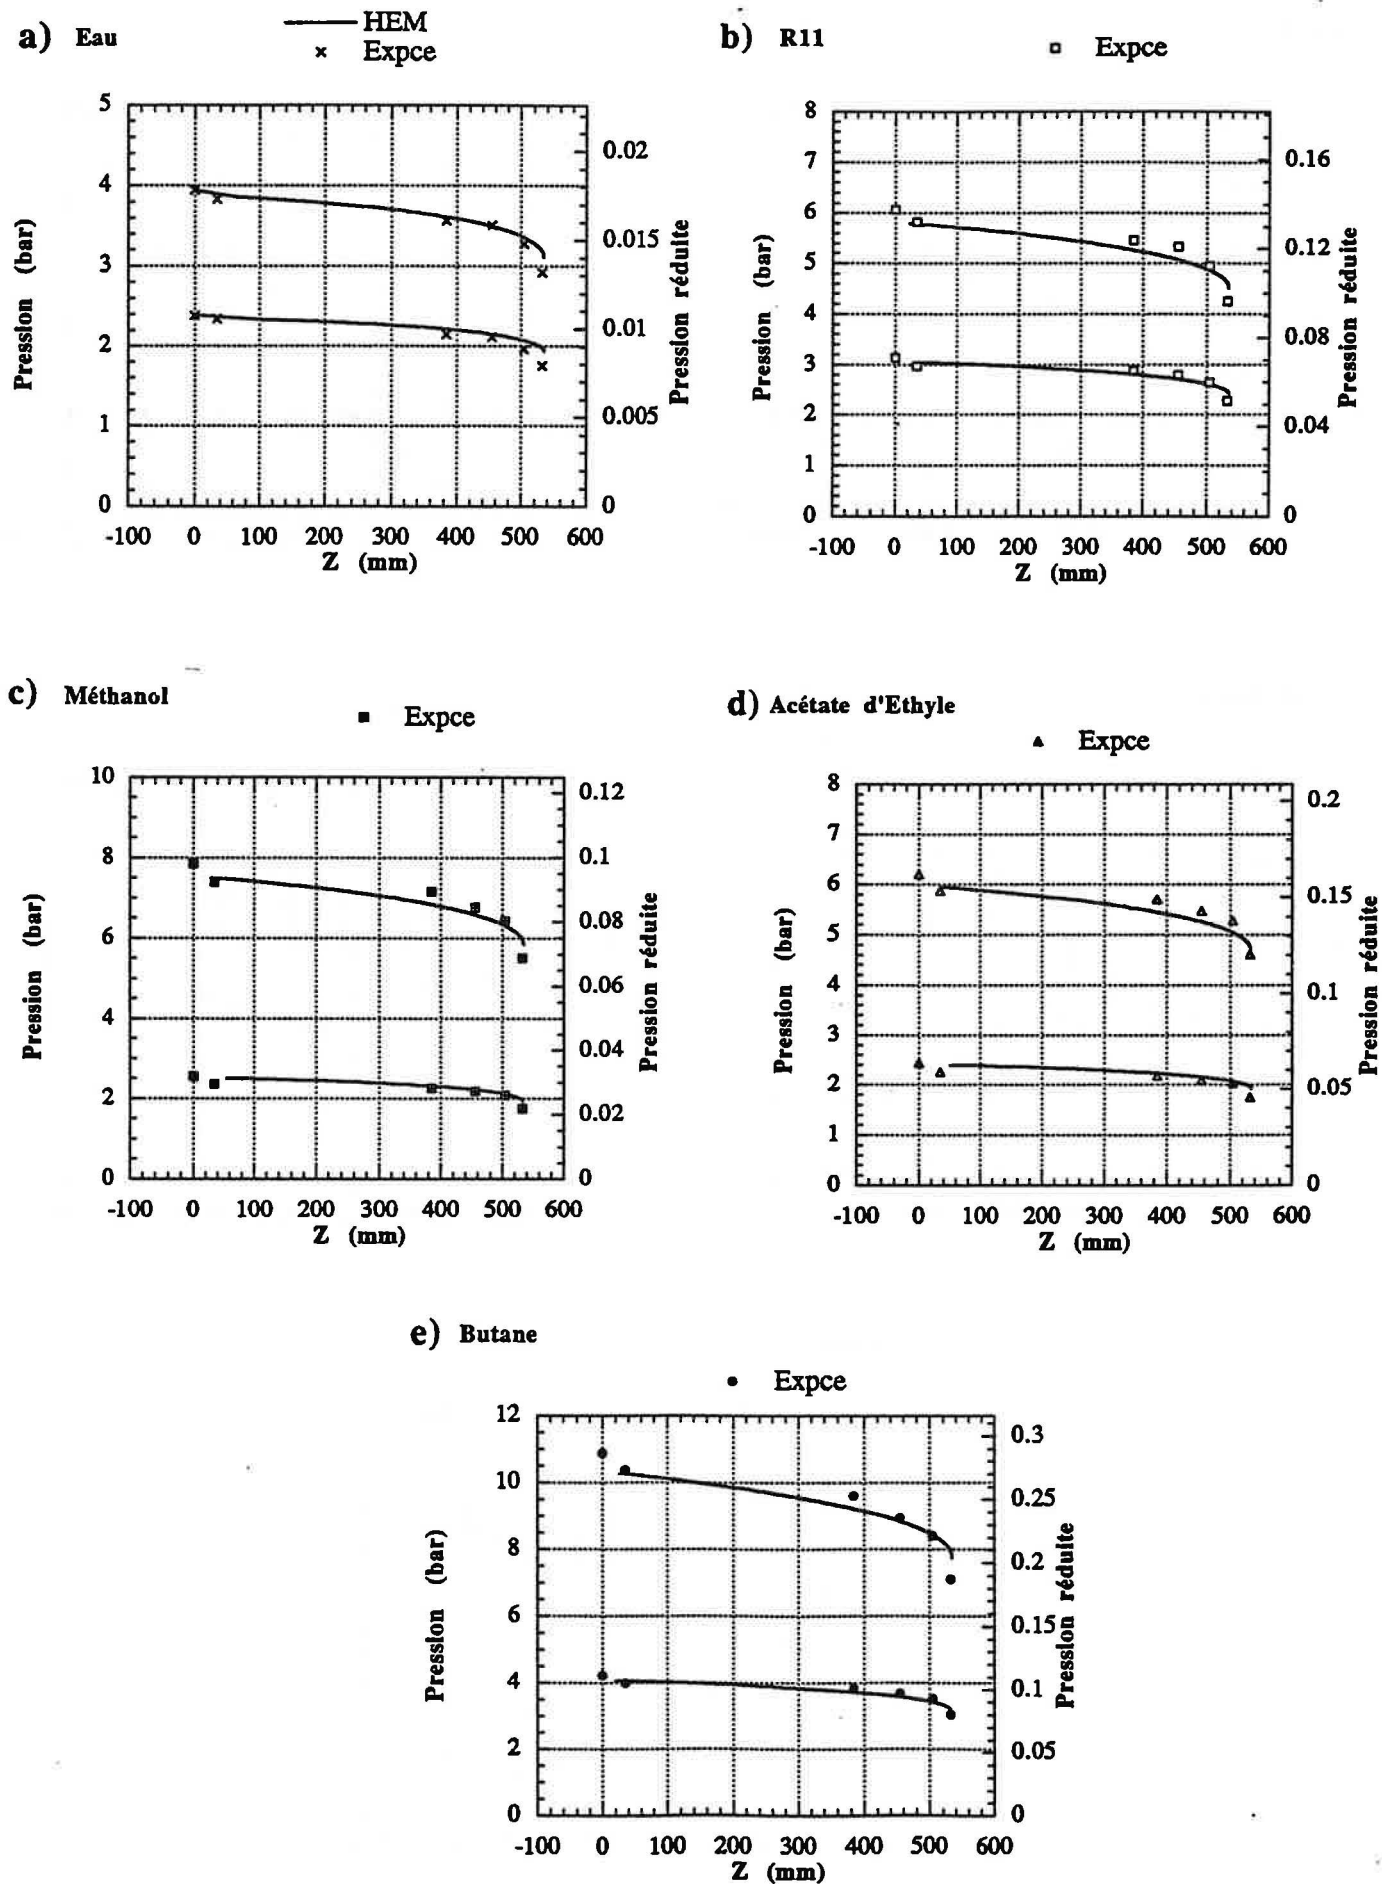 a) Eau
HEM
Expce
5
4
3
2
1
0
0.02
0.015
0.01
0.005
0
-100 0 100 200 300 400 500 600
Z (mm)
Pression (bar)
Pression réduite
b) R11
Expce
8
7
6
5
4
3
2
1
0
0.16
0.12
0.08
0.04
0
-100 0 100 200 300 400 500 600
Z (mm)
Pression (bar)
Pression réduite
c) Méthanol
Expce
10
8
6
4
2
0
0.12
0.1
0.08
0.06
0.04
0.02
0
-100 0 100 200 300 400 500 600
Z (mm)
Pression (bar)
Pression réduite
d) Acétate d'Ethyle
Expce
8
7
6
5
4
3
2
1
0
0.2
0.15
0.1
0.05
0
-100 0 100 200 300 400 500 600
Z (mm)
Pression (bar)
Pression réduite
e) Butane
Expce
12
10
8
6
4
2
0
0.3
0.25
0.2
0.15
0.1
0.05
0
-100 0 100 200 300 400 500 600
Z (mm)
Pression (bar)
Pression réduite